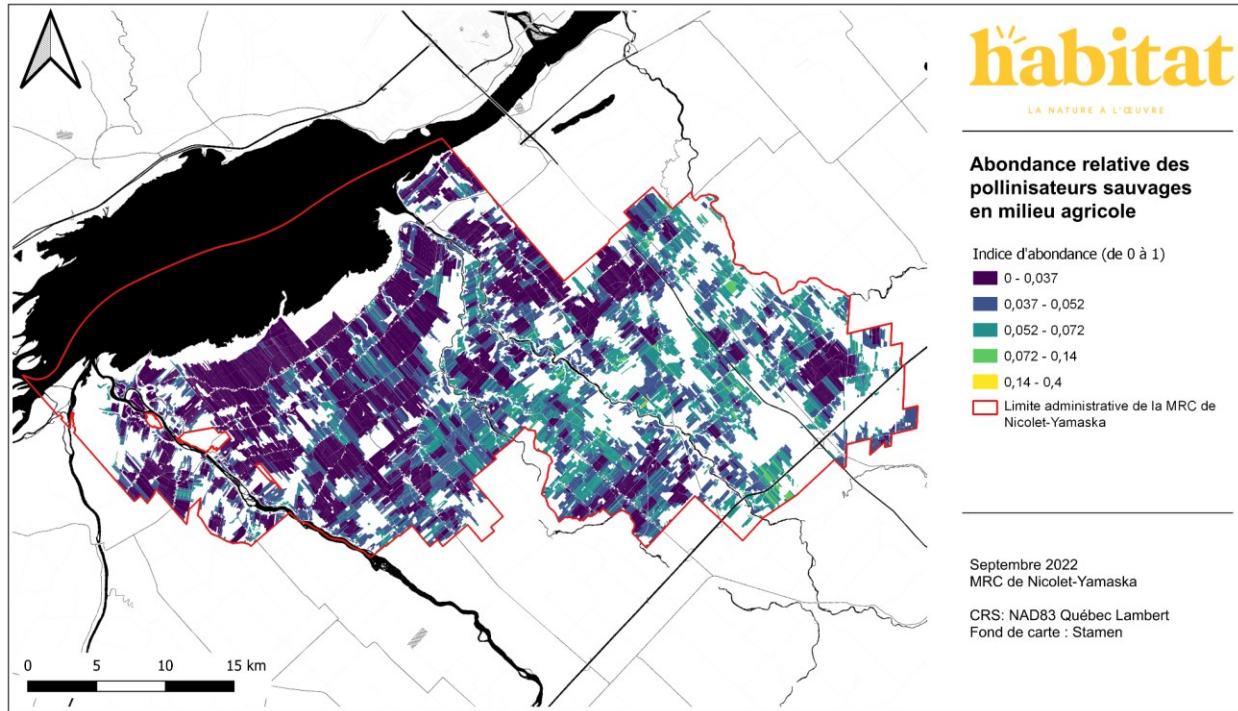 habitat
LA NATURE À L'ŒUVRE
Abondance relative des
pollinisateurs sauvages
en milieu agricole
Indice d'abondance (de 0 à 1)
0 - 0,037
0,037 - 0,052
0,052 - 0,072
0,072 - 0,14
0,14 - 0,4
Limite administrative de la MRC de
Nicolet-Yamaska
Septembre 2022
MRC de Nicolet-Yamaska
CRS: NAD83 Québec Lambert
Fond de carte : Stamen
0 5 10 15 km